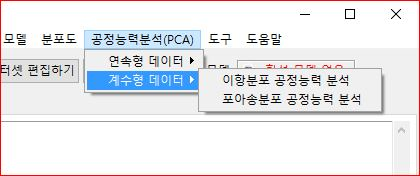 모델 분포도 공정능력분석(PCA) 도구 도움말
연속형 데이터
터셋 편집하기
계수형 데이터
이항분포 공정능력 분석
포아송분포 공정능력 분석